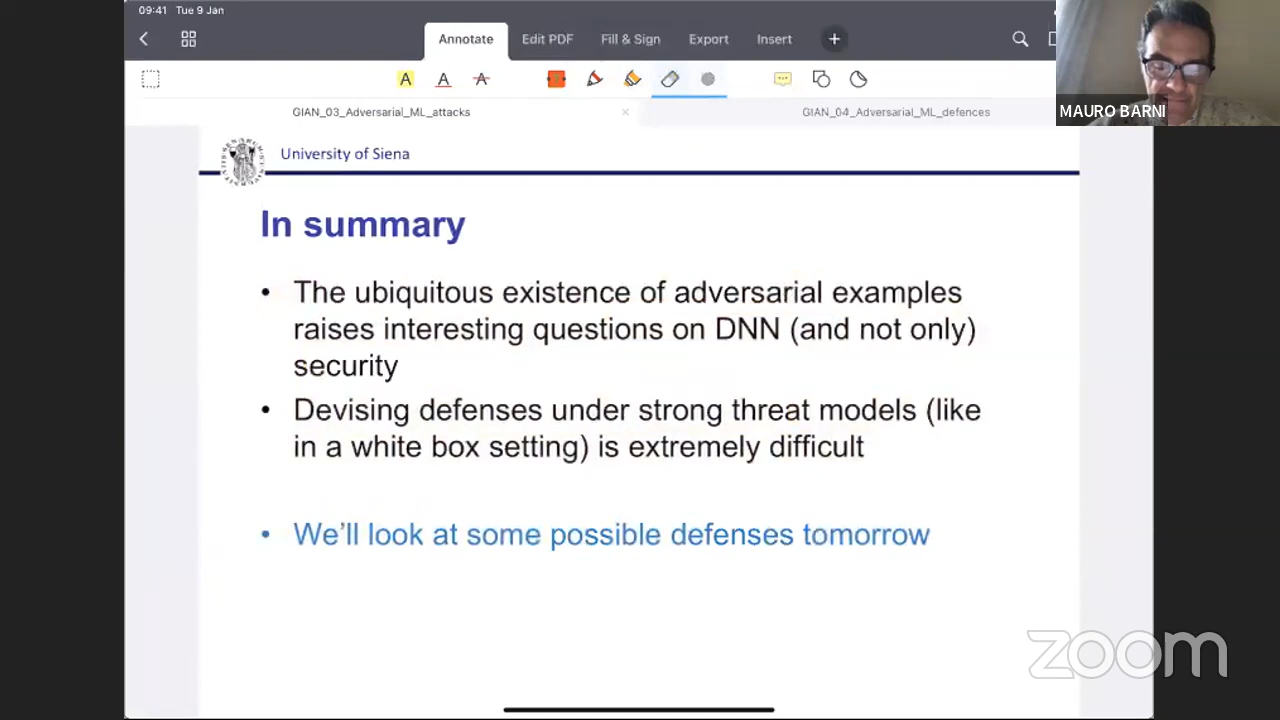 09:41 Tue 9 Jan
Annotate Edit PDF Fill & Sign Export Insert
A A A
MAURO BARNI
GIAN_03_Adversarial_ML_attacks GIAN_04_Adversarial_ML_defences
University of Siena
In summary
• The ubiquitous existence of adversarial examples
raises interesting questions on DNN (and not only)
security
• Devising defenses under strong threat models (like
in a white box setting) is extremely difficult
• We'll look at some possible defenses tomorrow
zoom